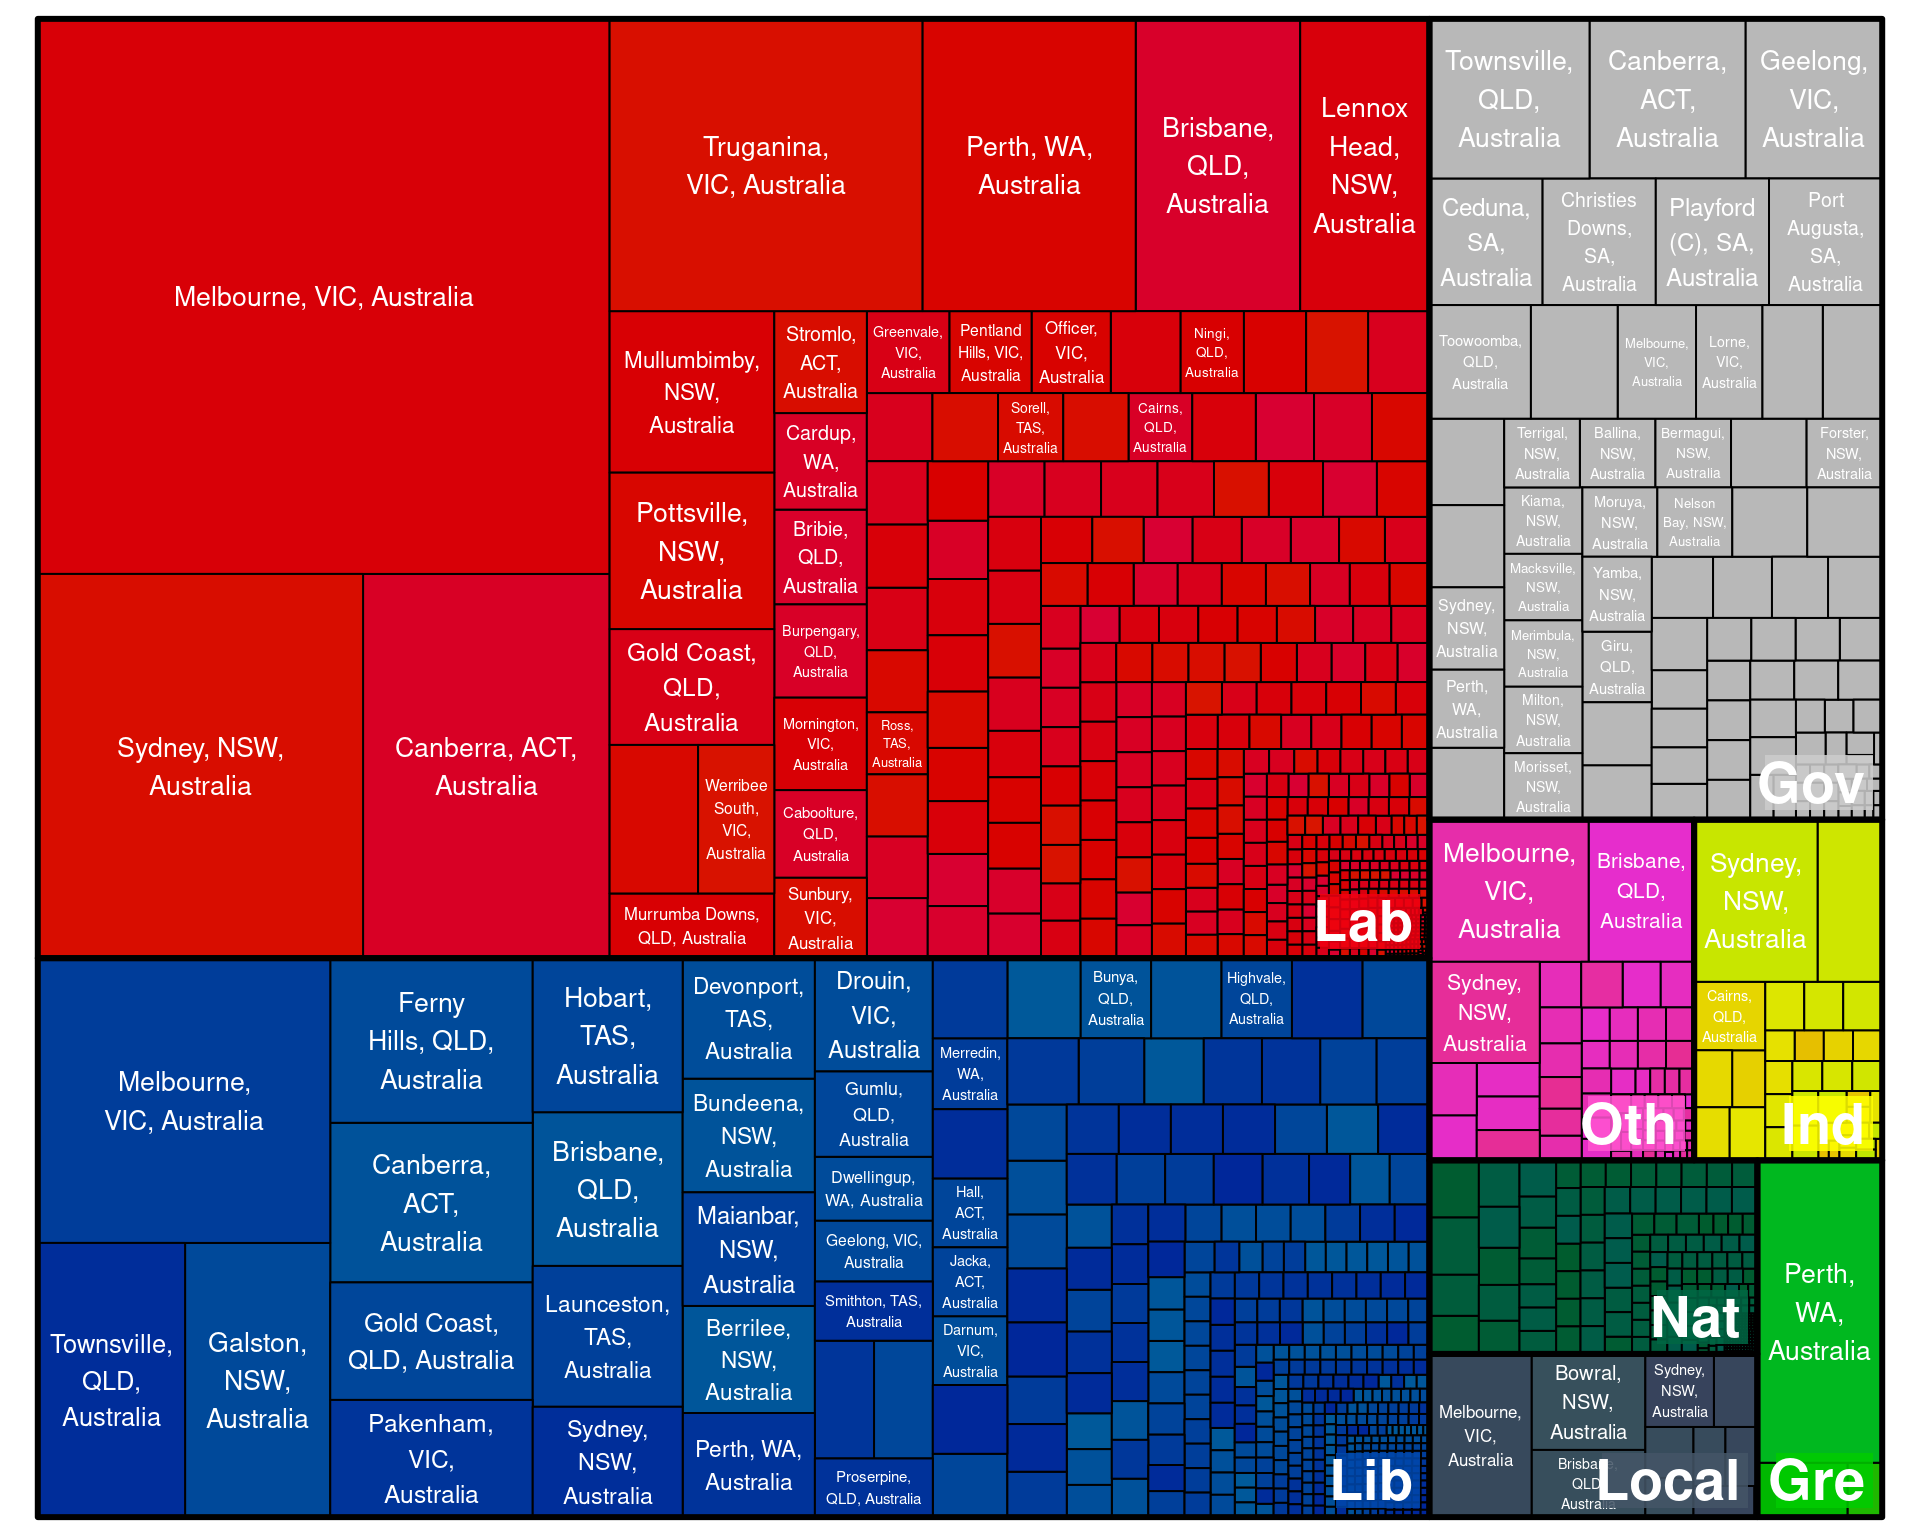 Melbourne, VIC, Australia
Sydney, NSW,
Australia
Canberra, ACT,
Australia
Truganina,
VIC, Australia
Perth, WA,
Australia
Brisbane,
QLD,
Australia
Lennox
Head,
NSW,
Australia
Mullumbimby,
NSW,
Australia
Pottsville,
NSW,
Australia
Gold Coast,
QLD,
Australia
Werribee
South,
VIC,
Australia
Murrumba Downs,
QLD, Australia
Stromlo,
ACT,
Australia
Cardup,
WA,
Australia
Bribie,
QLD,
Australia
Burpengary,
QLD,
Australia
Mornington,
VIC,
Australia
Caboolture,
QLD,
Australia
Sunbury,
VIC,
Australia
Greenvale,
VIC,
Australia
Pentland
Hills, VIC,
Australia
Officer,
VIC,
Australia
Ningi,
QLD,
Australia
Sorell,
TAS,
Australia
Cairns,
QLD,
Australia
Ross,
TAS,
Australia
Lab
Melbourne,
VIC, Australia
Townsville,
QLD,
Australia
Galston,
NSW,
Australia
Ferny
Hills, QLD,
Australia
Canberra,
ACT,
Australia
Gold Coast,
QLD, Australia
Pakenham,
VIC,
Australia
Hobart,
TAS,
Australia
Brisbane,
QLD,
Australia
Launceston,
TAS,
Australia
Sydney,
NSW,
Australia
Devonport,
TAS,
Australia
Bundeena,
NSW,
Australia
Maianbar,
NSW,
Australia
Berrilee,
NSW,
Australia
Perth, WA,
Australia
Drouin,
VIC,
Australia
Gumlu,
QLD,
Australia
Dwellingup,
WA, Australia
Geelong, VIC,
Australia
Smithton, TAS,
Australia
Proserpine,
QLD, Australia
Merredin,
WA,
Australia
Hall,
ACT,
Australia
Jacka,
ACT,
Australia
Darnum,
VIC,
Australia
Bunya,
QLD,
Australia
Highvale,
QLD,
Australia
Lib
Townsville,
QLD,
Australia
Canberra,
ACT,
Australia
Geelong,
VIC,
Australia
Ceduna,
SA,
Australia
Christies
Downs,
SA,
Australia
Playford
(C), SA,
Australia
Port
Augusta,
SA,
Australia
Toowoomba,
QLD,
Australia
Melbourne,
VIC,
Australia
Lorne,
VIC,
Australia
Sydney,
NSW,
Australia
Perth,
WA,
Australia
Terrigal,
NSW,
Australia
Ballina,
NSW,
Australia
Bermagui,
NSW,
Australia
Forster,
NSW,
Australia
Kiama,
NSW,
Australia
Moruya,
NSW,
Australia
Nelson
Bay, NSW,
Australia
Macksville,
NSW,
Australia
Yamba,
NSW,
Australia
Merimbula,
NSW,
Australia
Giru,
QLD,
Australia
Milton,
NSW,
Australia
Morisset,
NSW,
Australia
Gov
Melbourne,
VIC,
Australia
Brisbane,
QLD,
Australia
Sydney,
NSW,
Australia
Oth
Sydney,
NSW,
Australia
Cairns,
QLD,
Australia
Ind
Nat
Perth,
WA,
Australia
Gre
Melbourne,
VIC,
Australia
Bowral,
NSW,
Australia
Sydney,
NSW,
Australia
Brisbane,
QLD,
Australia
Local